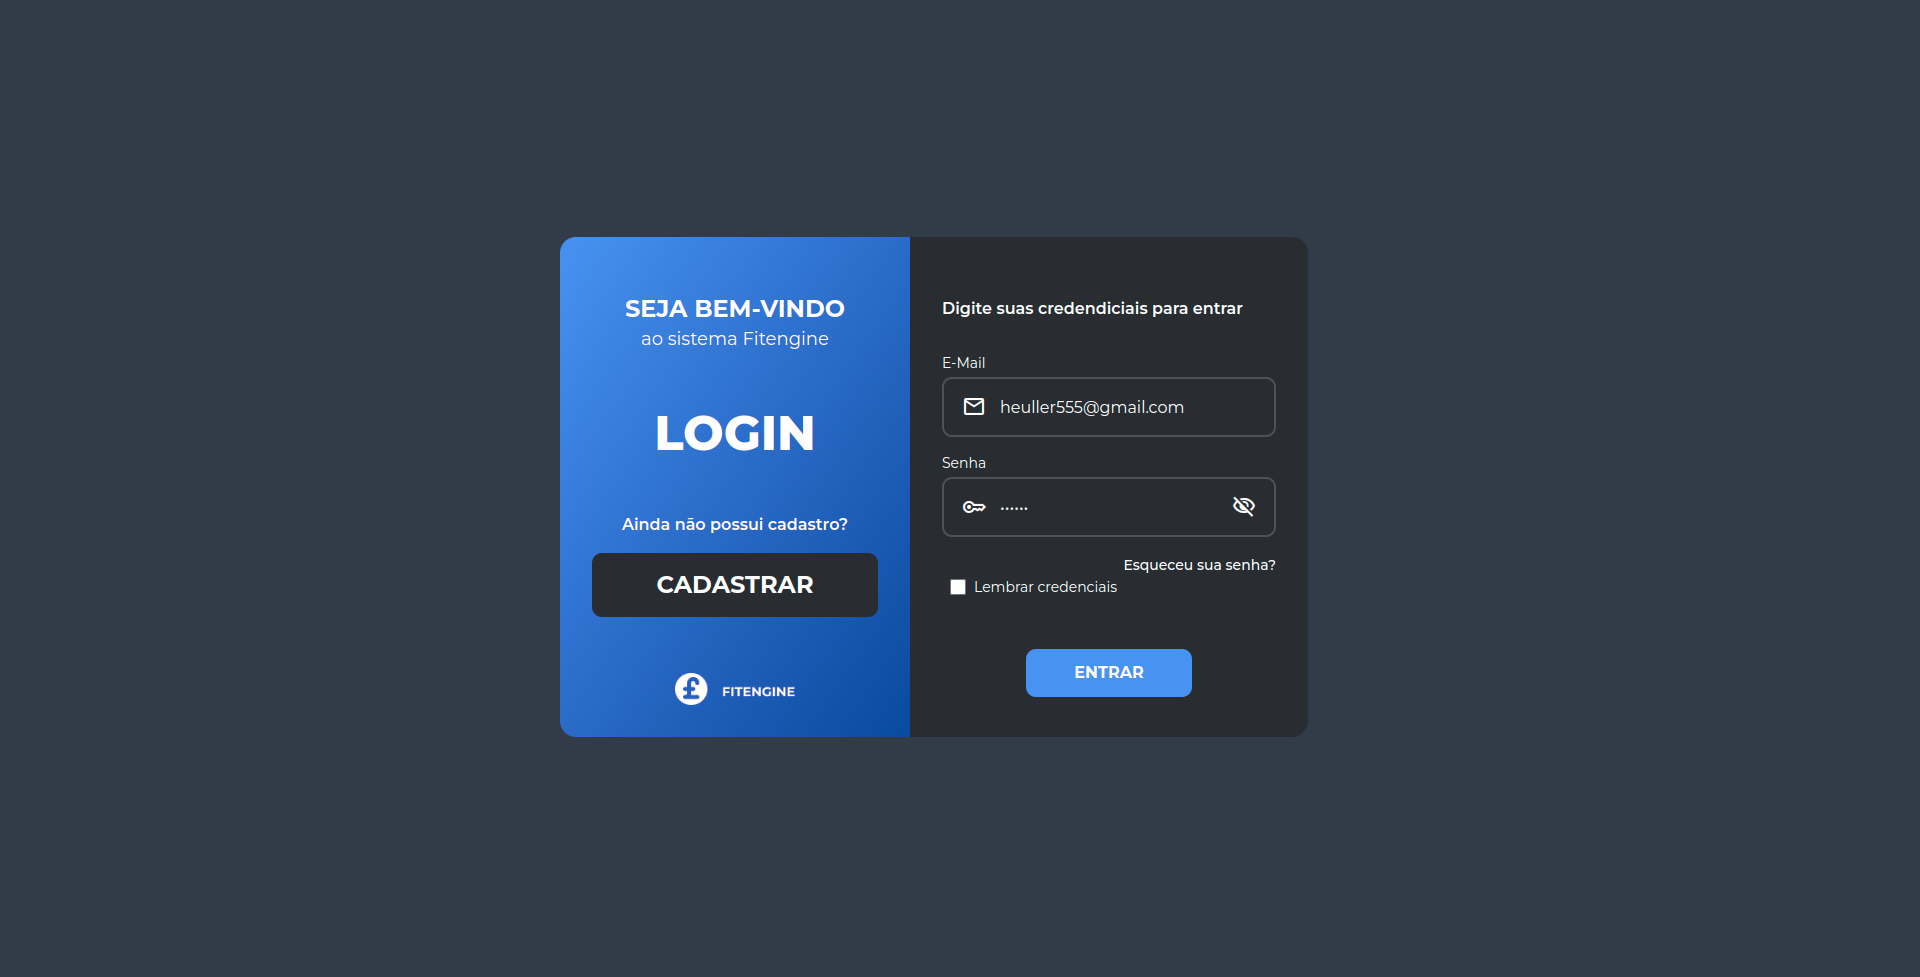 SEJA BEM-VINDO
ao sistema Fitengine
LOGIN
Ainda não possui cadastro?
CADASTRAR
£ FITENGINE
Digite suas credendiciais para entrar
E-Mail
heuller555@gmail.com
Senha
······
Esqueceu sua senha?
Lembrar credenciais
ENTRAR